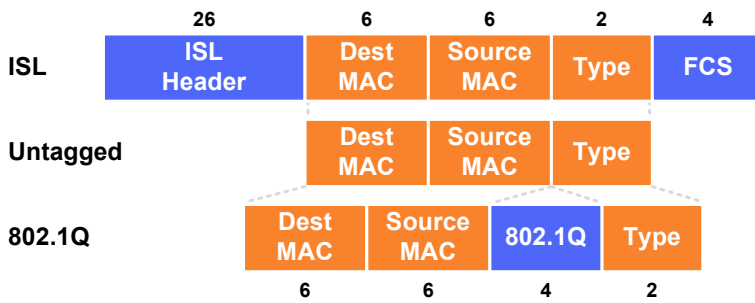 26 6 6 2 4
ISL
ISL
Header
Dest
MAC
Source
MAC
Type
FCS
Untagged
Dest
MAC
Source
MAC
Type
802.1Q
Dest
MAC
Source
MAC
802.1Q
Type
6 6 4 2